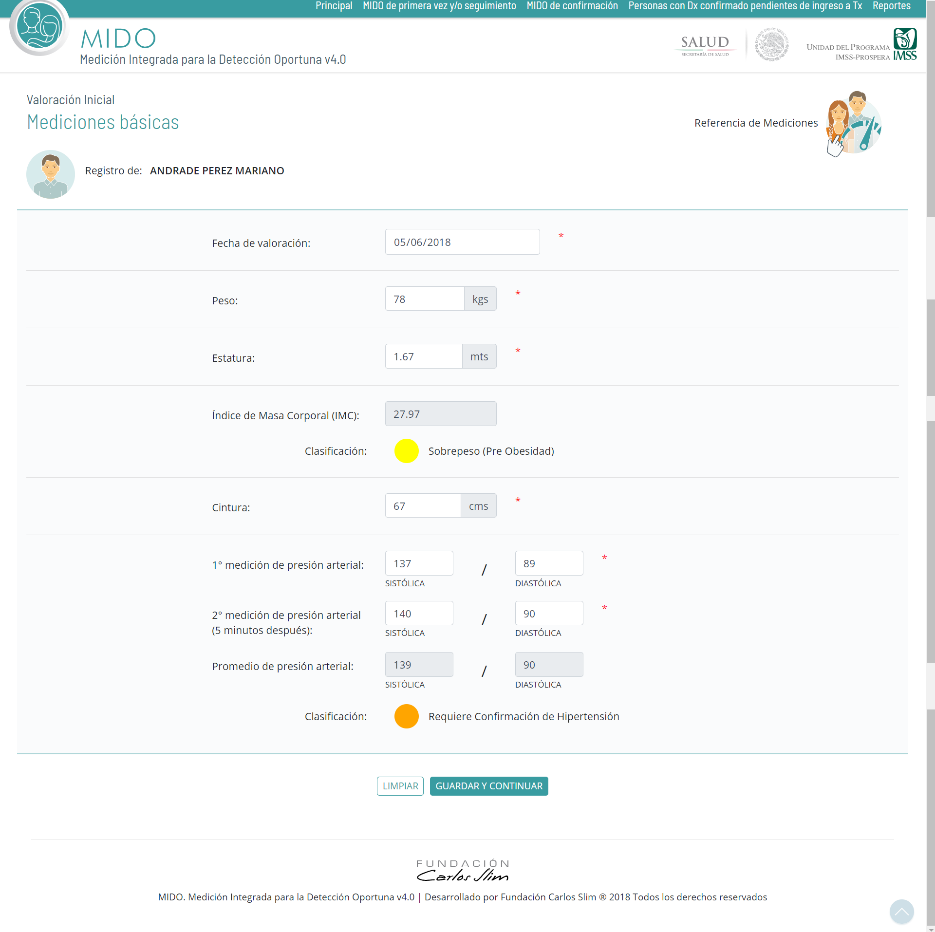 Principal MIDO de primera vez y/o seguimiento MIDO de confirmación Personas con Dx confirmado pendientes de ingreso a Tx Reportes
MIDO
Medición Integrada para la Detección Oportuna v4.0
SALUD
SECRETARÍA DE SALUD
UNIDAD DEL PROGRAMA
IMSS-PROSPERA
IMSS
Valoración Inicial
Mediciones básicas
Referencia de Mediciones
Registro de: ANDRADE PEREZ MARIANO
Fecha de valoración: 05/06/2018 *
Peso: 78 kgs *
Estatura: 1.67 mts *
Índice de Masa Corporal (IMC): 27.97
Clasificación: Sobrepeso (Pre Obesidad)
Cintura: 67 cms *
1° medición de presión arterial: 137 / 89 *
SISTÓLICA DIASTÓLICA
2° medición de presión arterial 140 / 90 *
(5 minutos después): SISTÓLICA DIASTÓLICA
Promedio de presión arterial: 139 / 90
SISTÓLICA DIASTÓLICA
Clasificación: Requiere Confirmación de Hipertensión
LIMPIAR GUARDAR Y CONTINUAR
FUNDACIÓN
Carlos Slim
MIDO. Medición Integrada para la Detección Oportuna v4.0 | Desarrollado por Fundación Carlos Slim ® 2018 Todos los derechos reservados